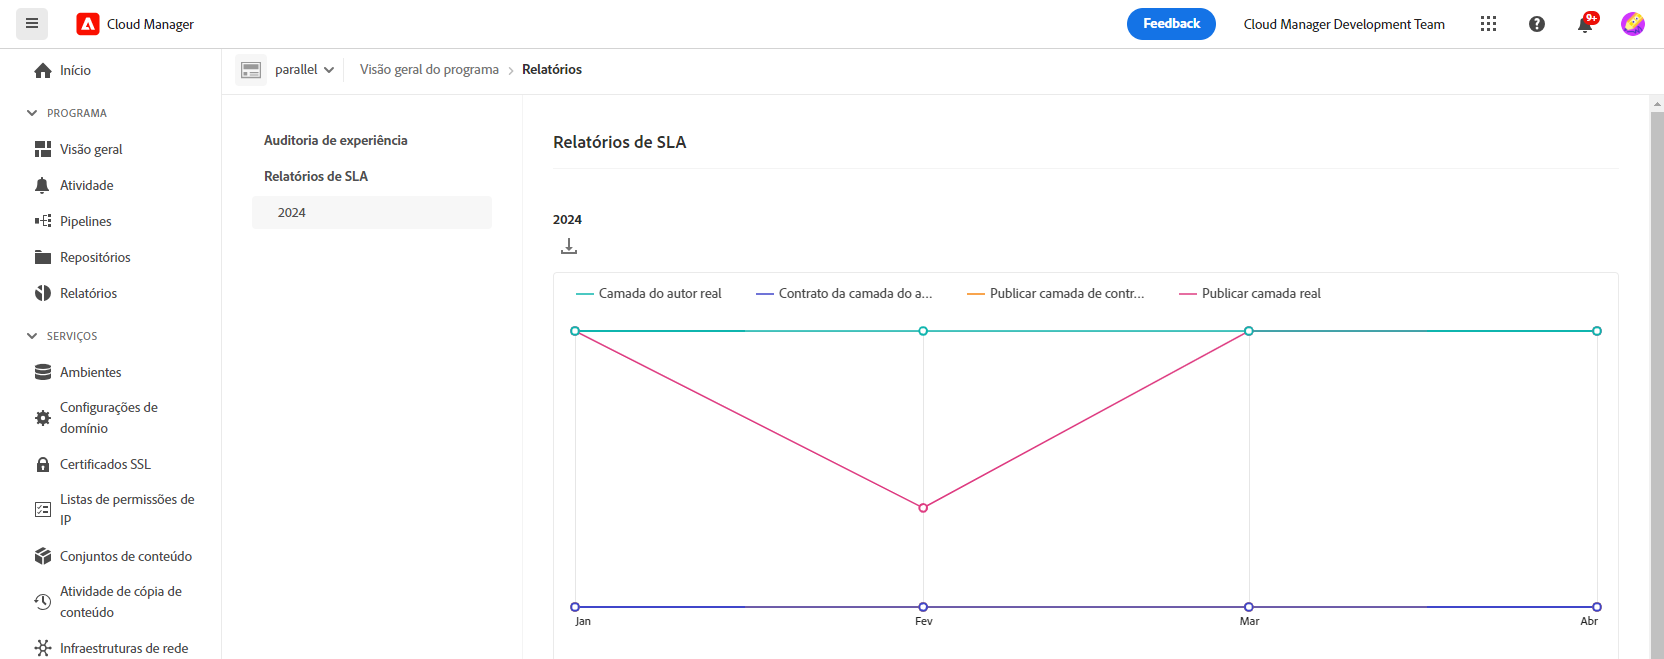 Cloud Manager
Feedback
Cloud Manager Development Team
9+
Início
PROGRAMA
Visão geral
Atividade
Pipelines
Repositórios
Relatórios
SERVIÇOS
Ambientes
Configurações de
domínio
Certificados SSL
Listas de permissões de
IP
Conjuntos de conteúdo
Atividade de cópia de
conteúdo
Infraestruturas de rede
parallel
Visão geral do programa > Relatórios
Auditoria de experiência
Relatórios de SLA
2024
Relatórios de SLA
2024
Camada do autor real
Contrato da camada do a...
Publicar camada de contr...
Publicar camada real
Jan
Fev
Mar
Abr